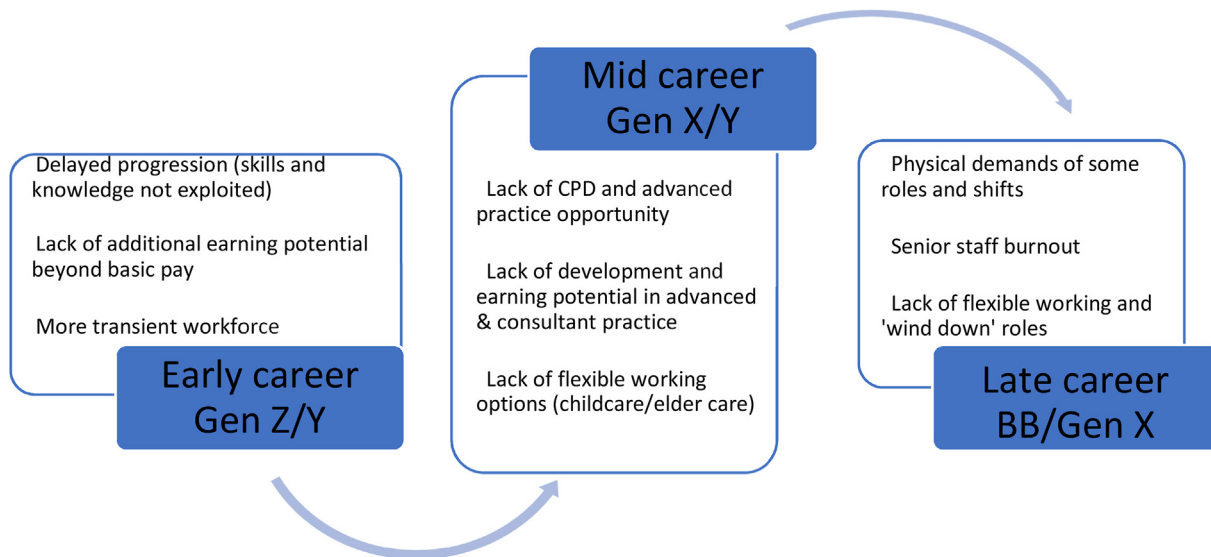 Delayed progression (skills and
knowledge not exploited)
Lack of additional earning potential
beyond basic pay
More transient workforce
Early career
Gen Z/Y
Mid career
Gen X/Y
Lack of CPD and advanced
practice opportunity
Lack of development and
earning potential in advanced
& consultant practice
Lack of flexible working
options (childcare/elder care)
Physical demands of some
roles and shifts
Senior staff burnout
Lack of flexible working and
'wind down' roles
Late career
BB/Gen X